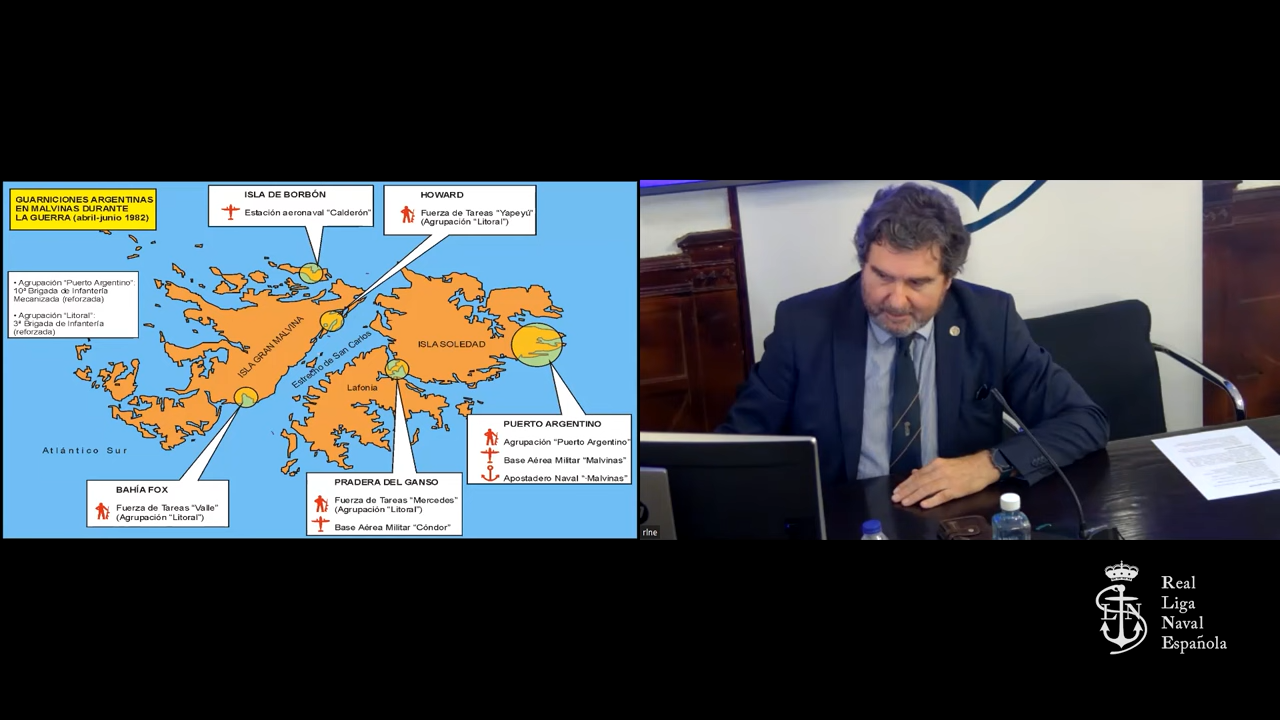 GUARNICIONES ARGENTINAS
EN MALVINAS DURANTE
LA GUERRA (abril-junio 1982)
ISLA DE BORBÓN
Estación aeronaval "Calderón"
HOWARD
Fuerza de Tareas "Yapeyú"
(Agrupación "Litoral")
• Agrupación "Puerto Argentino":
10ª Brigada de Infantería
Mecanizada (reforzada)
• Agrupación "Litoral":
3ª Brigada de Infantería
(reforzada)
ISLA GRAN MALVINA
Estrecho de San Carlos
ISLA SOLEDAD
Lafonia
Atlántico Sur
PUERTO ARGENTINO
Agrupación "Puerto Argentino"
Base Aérea Militar "Malvinas"
Apostadero Naval "Malvinas"
BAHÍA FOX
Fuerza de Tareas "Valle"
(Agrupación "Litoral")
PRADERA DEL GANSO
Fuerza de Tareas "Mercedes"
(Agrupación "Litoral")
Base Aérea Militar "Cóndor"
rlne
LN
Real
Liga
Naval
Española